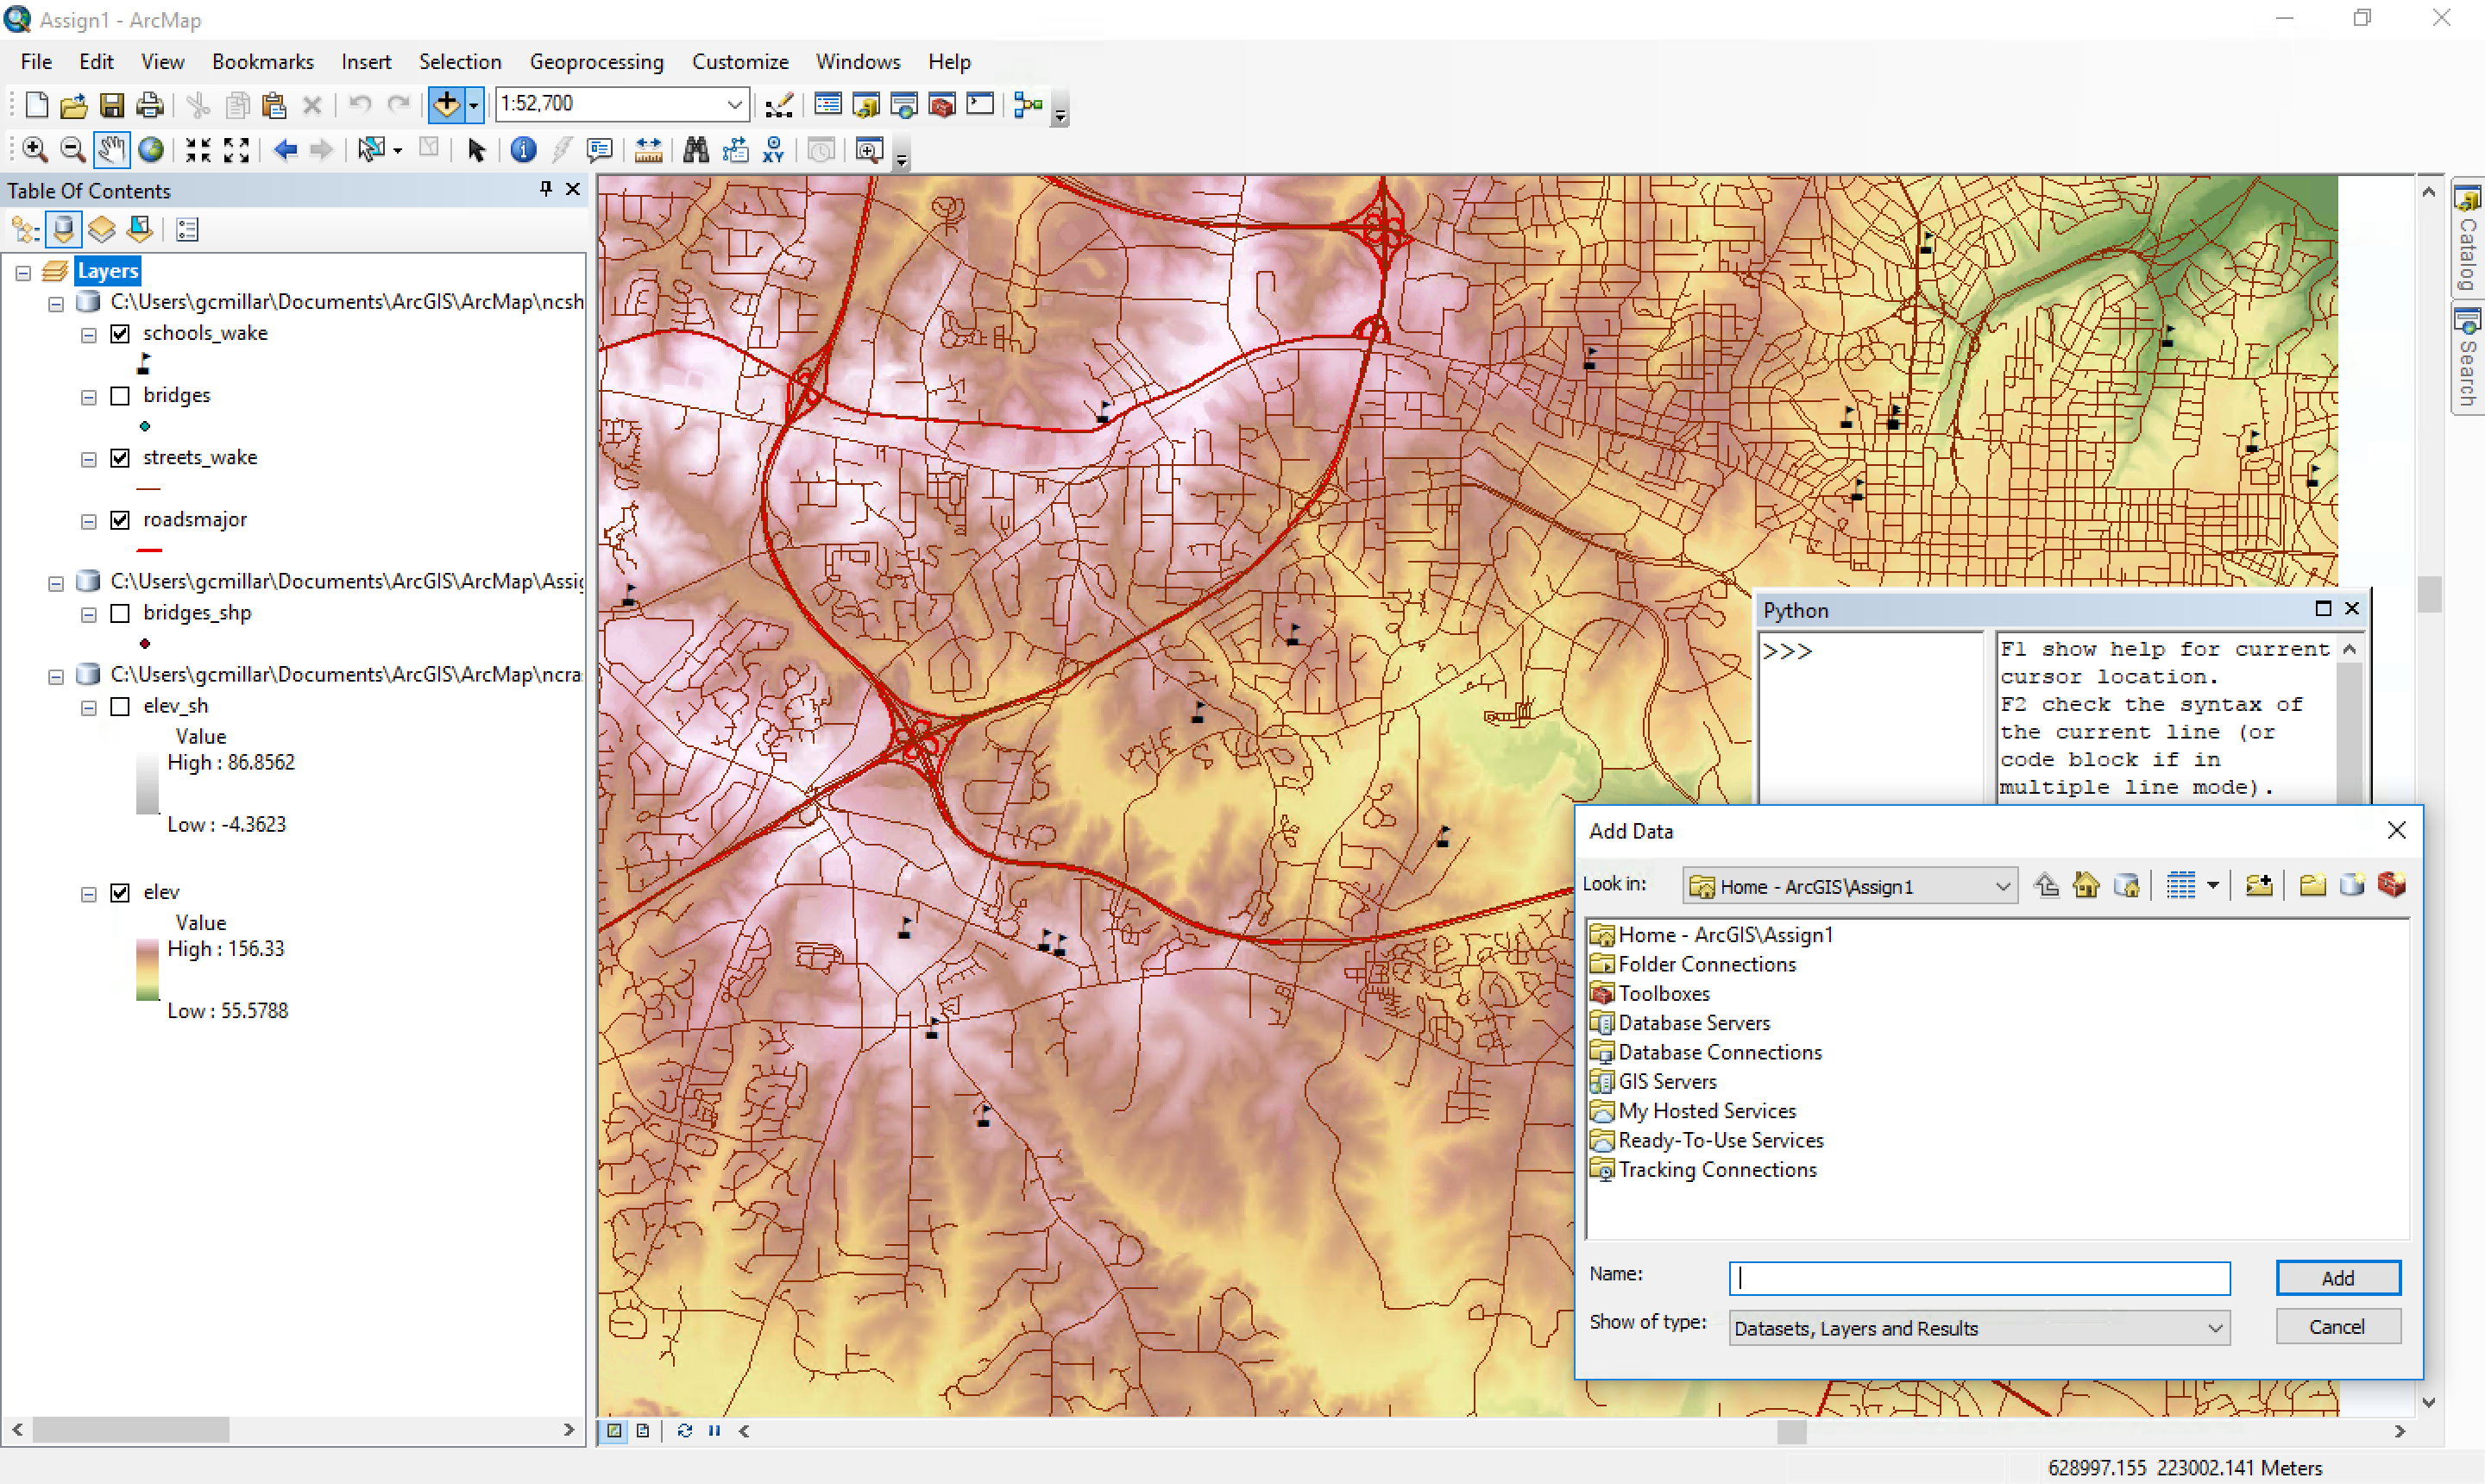 Assign1 - ArcMap
File Edit View Bookmarks Insert Selection Geoprocessing Customize Windows Help
1:52,700
XY
Table Of Contents
Layers
C:\Users\gcmillar\Documents\ArcGIS\ArcMap\ncsh
schools_wake
bridges
streets_wake
roadsmajor
C:\Users\gcmillar\Documents\ArcGIS\ArcMap\Assig
bridges_shp
C:\Users\gcmillar\Documents\ArcGIS\ArcMap\ncra
elev_sh
Value
High : 86.8562
Low : -4.3623
elev
Value
High : 156.33
Low : 55.5788
Catalog
Search
Python
>>>
F1 show help for current
cursor location.
F2 check the syntax of
the current line (or
code block if in
multiple line mode).
Add Data
Look in: Home - ArcGIS\Assign1
Home - ArcGIS\Assign1
Folder Connections
Toolboxes
Database Servers
Database Connections
GIS Servers
My Hosted Services
Ready-To-Use Services
Tracking Connections
Name:
Add
Show of type: Datasets, Layers and Results
Cancel
628997.155 223002.141 Meters